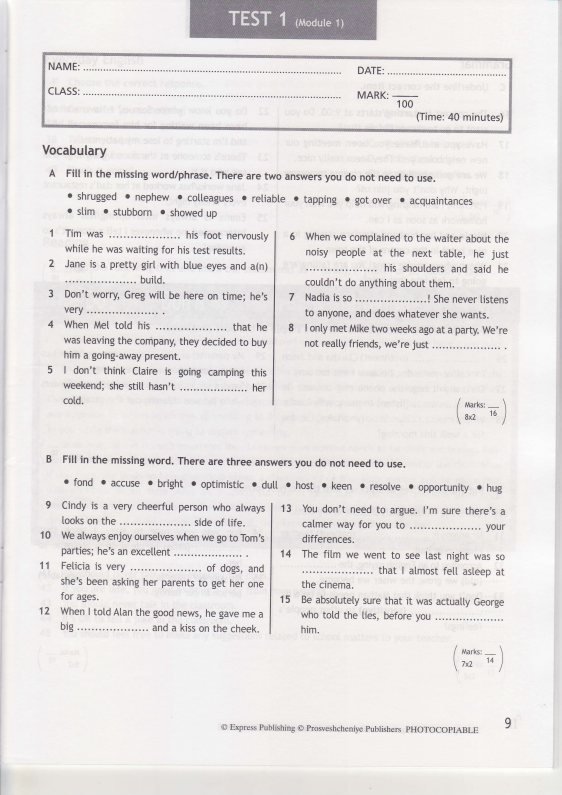 TEST 1 (Module 1)
NAME: ..............................................................................
CLASS: ..............................................................................
DATE: ....................................
MARK: ____
100
(Time: 40 minutes)
Vocabulary
A Fill in the missing word/phrase. There are two answers you do not need to use.
• shrugged • nephew • colleagues • reliable • tapping • got over • acquaintances
• slim • stubborn • showed up
1 Tim was .................... his foot nervously
while he was waiting for his test results.
2 Jane is a pretty girl with blue eyes and a(n)
.................... build.
3 Don't worry, Greg will be here on time; he's
very .................... .
4 When Mel told his .................... that he
was leaving the company, they decided to buy
him a going-away present.
5 I don't think Claire is going camping this
weekend; she still hasn't .................... her
cold.
6 When we complained to the waiter about the
noisy people at the next table, he just
.................... his shoulders and said he
couldn't do anything about them.
7 Nadia is so ....................! She never listens
to anyone, and does whatever she wants.
8 I only met Mike two weeks ago at a party. We're
not really friends, we're just .................... .
Marks: __
8x2 16
B Fill in the missing word. There are three answers you do not need to use.
• fond • accuse • bright • optimistic • dull • host • keen • resolve • opportunity • hug
9 Cindy is a very cheerful person who always
looks on the .................... side of life.
10 We always enjoy ourselves when we go to Tom's
parties; he's an excellent .................... .
11 Felicia is very .................... of dogs, and
she's been asking her parents to get her one
for ages.
12 When I told Alan the good news, he gave me a
big .................... and a kiss on the cheek.
13 You don't need to argue. I'm sure there's a
calmer way for you to .................... your
differences.
14 The film we went to see last night was so
.................... that I almost fell asleep at
the cinema.
15 Be absolutely sure that it was actually George
who told the lies, before you ....................
him.
Marks: __
7x2 14
© Express Publishing © Prosveshcheniye Publishers PHOTOCOPIABLE
9